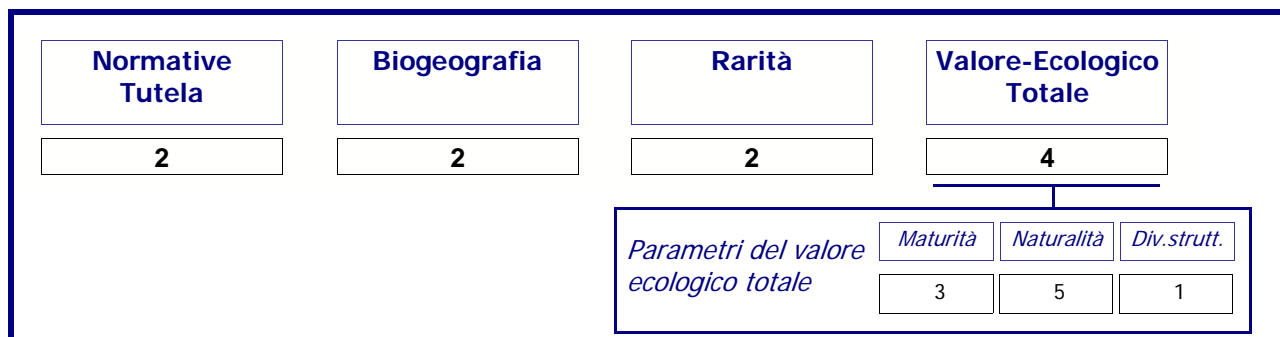 Normative
Tutela
Biogeografia
Rarità
Valore-Ecologico
Totale
2
2
2
4
Parametri del valore
ecologico totale
Maturità
Naturalità
Div.strutt.
3
5
1